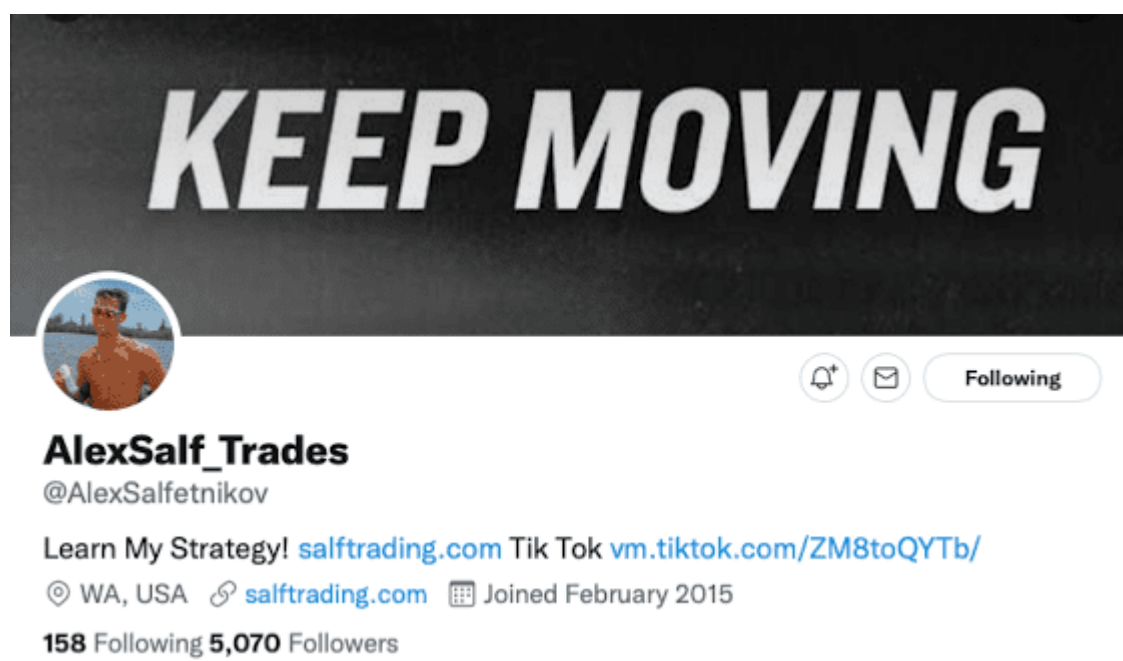 KEEP MOVING
Following
AlexSalf_Trades
@AlexSalfetnikov
Learn My Strategy! salftrading.com Tik Tok vm.tiktok.com/ZM8toQYTb/
WA, USA salftrading.com Joined February 2015
158 Following 5,070 Followers